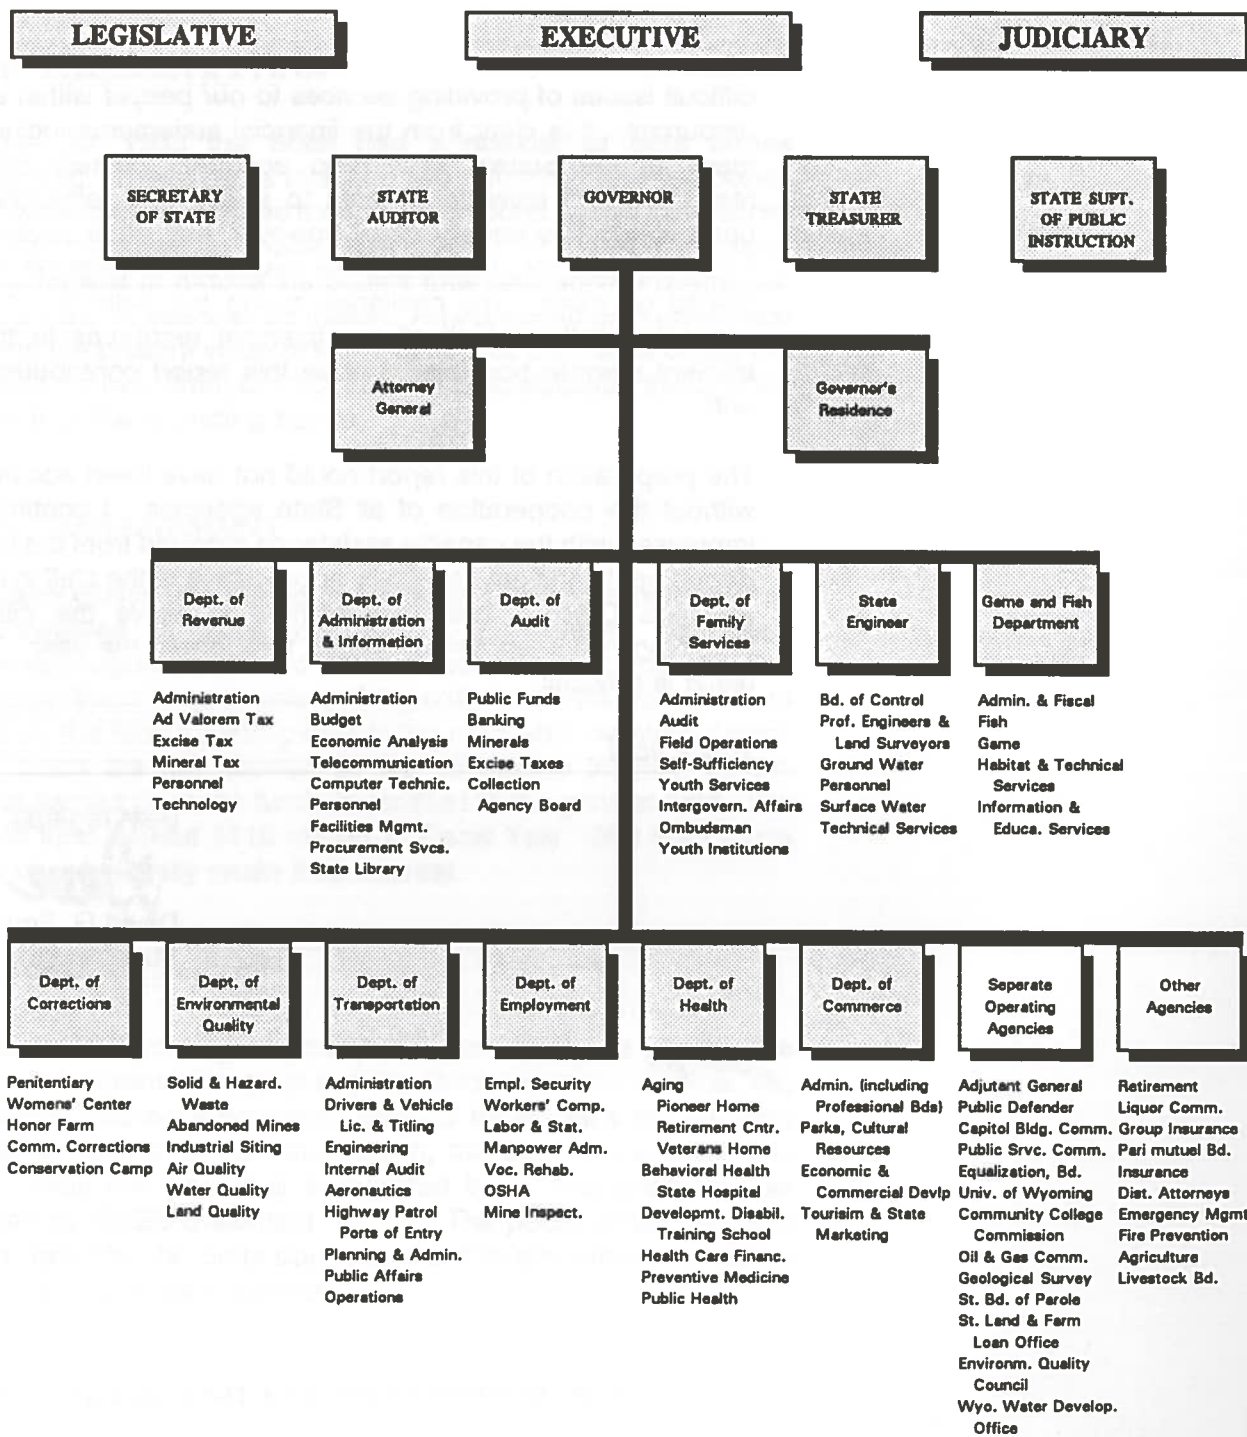 LEGISLATIVE
EXECUTIVE
JUDICIARY
SECRETARY
OF STATE
STATE
AUDITOR
GOVERNOR
STATE
TREASURER
STATE SUPT.
OF PUBLIC
INSTRUCTION
Attorney
General
Governor's
Residence
Dept. of
Revenue
Administration
Ad Valorem Tax
Excise Tax
Mineral Tax
Personnel
Technology
Dept. of
Administration
& Information
Administration
Budget
Economic Analysis
Telecommunication
Computer Technic.
Personnel
Facilities Mgmt.
Procurement Svcs.
State Library
Dept. of
Audit
Public Funds
Banking
Minerals
Excise Taxes
Collection
Agency Board
Dept. of
Family
Services
Administration
Audit
Field Operations
Self-Sufficiency
Youth Services
Intergovern. Affairs
Ombudsman
Youth Institutions
State
Engineer
Bd. of Control
Prof. Engineers &
Land Surveyors
Ground Water
Personnel
Surface Water
Technical Services
Game and Fish
Department
Admin. & Fiscal
Fish
Game
Habitat & Technical
Services
Information &
Educa. Services
Dept. of
Corrections
Penitentiary
Womens' Center
Honor Farm
Comm. Corrections
Conservation Camp
Dept. of
Environmental
Quality
Solid & Hazard.
Waste
Abandoned Mines
Industrial Siting
Air Quality
Water Quality
Land Quality
Dept. of
Transportation
Administration
Drivers & Vehicle
Lic. & Titling
Engineering
Internal Audit
Aeronautics
Highway Patrol
Ports of Entry
Planning & Admin.
Public Affairs
Operations
Dept. of
Employment
Empl. Security
Workers' Comp.
Labor & Stat.
Manpower Adm.
Voc. Rehab.
OSHA
Mine Inspect.
Dept. of
Health
Aging
Pioneer Home
Retirement Cntr.
Veterans Home
Behavioral Health
State Hospital
Developmt. Disabil.
Training School
Health Care Financ.
Preventive Medicine
Public Health
Dept. of
Commerce
Admin. (including
Professional Bds)
Parks, Cultural
Resources
Economic &
Commercial Devlp
Tourisim & State
Marketing
Seperate
Operating
Agencies
Adjutant General
Public Defender
Capitol Bldg. Comm.
Public Srvc. Comm.
Equalization, Bd.
Univ. of Wyoming
Community College
Commission
Oil & Gas Comm.
Geological Survey
St. Bd. of Parole
St. Land & Farm
Loan Office
Environm. Quality
Council
Wyo. Water Develop.
Office
Other
Agencies
Retirement
Liquor Comm.
Group Insurance
Pari mutuel Bd.
Insurance
Dist. Attorneys
Emergency Mgmt
Fire Prevention
Agriculture
Livestock Bd.